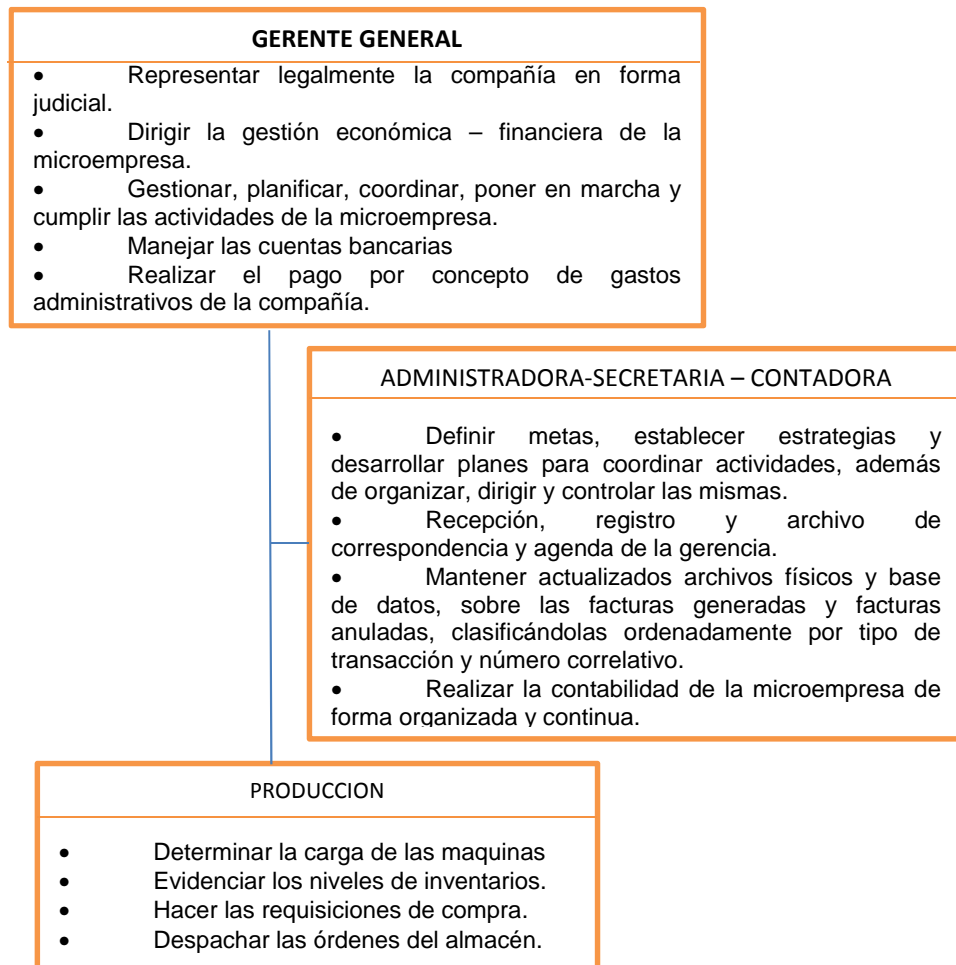 GERENTE GENERAL
• Representar legalmente la compañía en forma
judicial.
• Dirigir la gestión económica – financiera de la
microempresa.
• Gestionar, planificar, coordinar, poner en marcha y
cumplir las actividades de la microempresa.
• Manejar las cuentas bancarias
• Realizar el pago por concepto de gastos
administrativos de la compañía.
ADMINISTRADORA-SECRETARIA – CONTADORA
• Definir metas, establecer estrategias y
desarrollar planes para coordinar actividades, además
de organizar, dirigir y controlar las mismas.
• Recepción, registro y archivo de
correspondencia y agenda de la gerencia.
• Mantener actualizados archivos físicos y base
de datos, sobre las facturas generadas y facturas
anuladas, clasificándolas ordenadamente por tipo de
transacción y número correlativo.
• Realizar la contabilidad de la microempresa de
forma organizada y continua.
PRODUCCION
• Determinar la carga de las maquinas
• Evidenciar los niveles de inventarios.
• Hacer las requisiciones de compra.
• Despachar las órdenes del almacén.